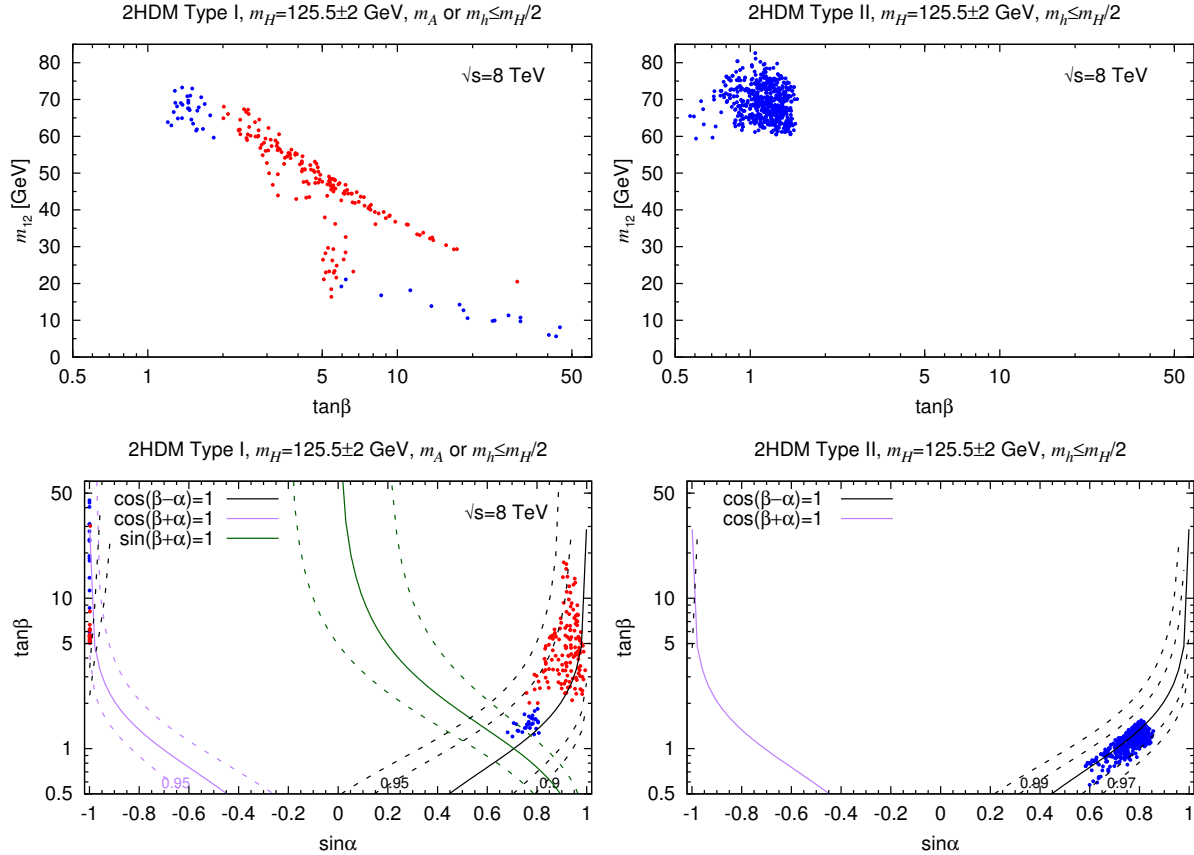 2HDM Type I, m_H=125.5±2 GeV, m_A or m_h≤m_H/2
√s=8 TeV
m_12 [GeV]
80
70
60
50
40
30
20
10
0
0.5 1 5 10 50
tanβ
2HDM Type II, m_H=125.5±2 GeV, m_h≤m_H/2
√s=8 TeV
m_12 [GeV]
80
70
60
50
40
30
20
10
0
0.5 1 5 10 50
tanβ
2HDM Type I, m_H=125.5±2 GeV, m_A or m_h≤m_H/2
cos(β−α)=1
cos(β+α)=1
sin(β+α)=1
√s=8 TeV
tanβ
50
10
5
1
0.5
0.95 0.95 0.9
-1 -0.8 -0.6 -0.4 -0.2 0 0.2 0.4 0.6 0.8 1
sinα
2HDM Type II, m_H=125.5±2 GeV, m_h≤m_H/2
cos(β−α)=1
cos(β+α)=1
tanβ
50
10
5
1
0.5
0.99 0.97
-1 -0.8 -0.6 -0.4 -0.2 0 0.2 0.4 0.6 0.8 1
sinα